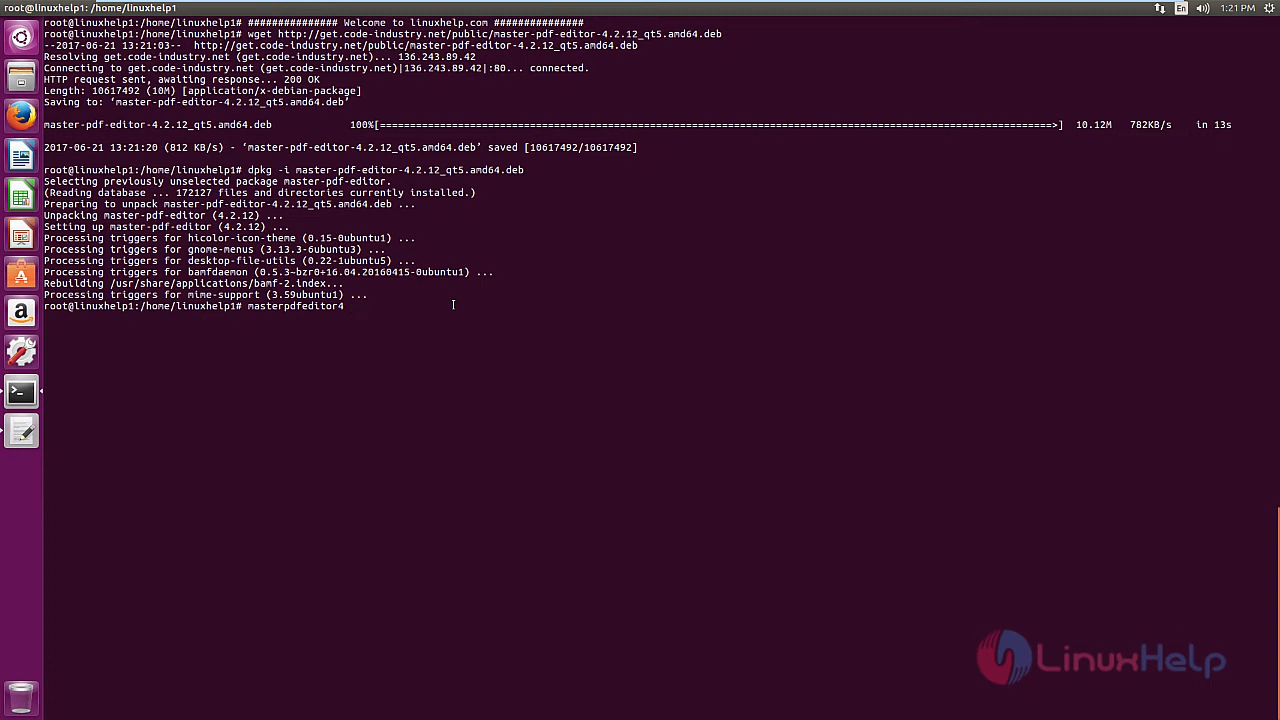 root@linuxhelp1: /home/linuxhelp1
En
1:21 PM
root@linuxhelp1:/home/linuxhelp1# ############### Welcome to linuxhelp.com ###############
root@linuxhelp1:/home/linuxhelp1# wget http://get.code-industry.net/public/master-pdf-editor-4.2.12_qt5.amd64.deb
--2017-06-21 13:21:03--  http://get.code-industry.net/public/master-pdf-editor-4.2.12_qt5.amd64.deb
Resolving get.code-industry.net (get.code-industry.net)... 136.243.89.42
Connecting to get.code-industry.net (get.code-industry.net)|136.243.89.42|:80... connected.
HTTP request sent, awaiting response... 200 OK
Length: 10617492 (10M) [application/x-debian-package]
Saving to: ‘master-pdf-editor-4.2.12_qt5.amd64.deb’
master-pdf-editor-4.2.12_qt5.amd64.deb 100%[================================================================================================================>] 10.12M 782KB/s in 13s
2017-06-21 13:21:20 (812 KB/s) - ‘master-pdf-editor-4.2.12_qt5.amd64.deb’ saved [10617492/10617492]
root@linuxhelp1:/home/linuxhelp1# dpkg -i master-pdf-editor-4.2.12_qt5.amd64.deb
Selecting previously unselected package master-pdf-editor.
(Reading database ... 172127 files and directories currently installed.)
Preparing to unpack master-pdf-editor-4.2.12_qt5.amd64.deb ...
Unpacking master-pdf-editor (4.2.12) ...
Setting up master-pdf-editor (4.2.12) ...
Processing triggers for hicolor-icon-theme (0.15-0ubuntu1) ...
Processing triggers for gnome-menus (3.13.3-6ubuntu3) ...
Processing triggers for desktop-file-utils (0.22-1ubuntu5) ...
Processing triggers for bamfdaemon (0.5.3~bzr0+16.04.20160415-0ubuntu1) ...
Rebuilding /usr/share/applications/bamf-2.index...
Processing triggers for mime-support (3.59ubuntu1) ...
root@linuxhelp1:/home/linuxhelp1# masterpdfeditor4
LinuxHelp